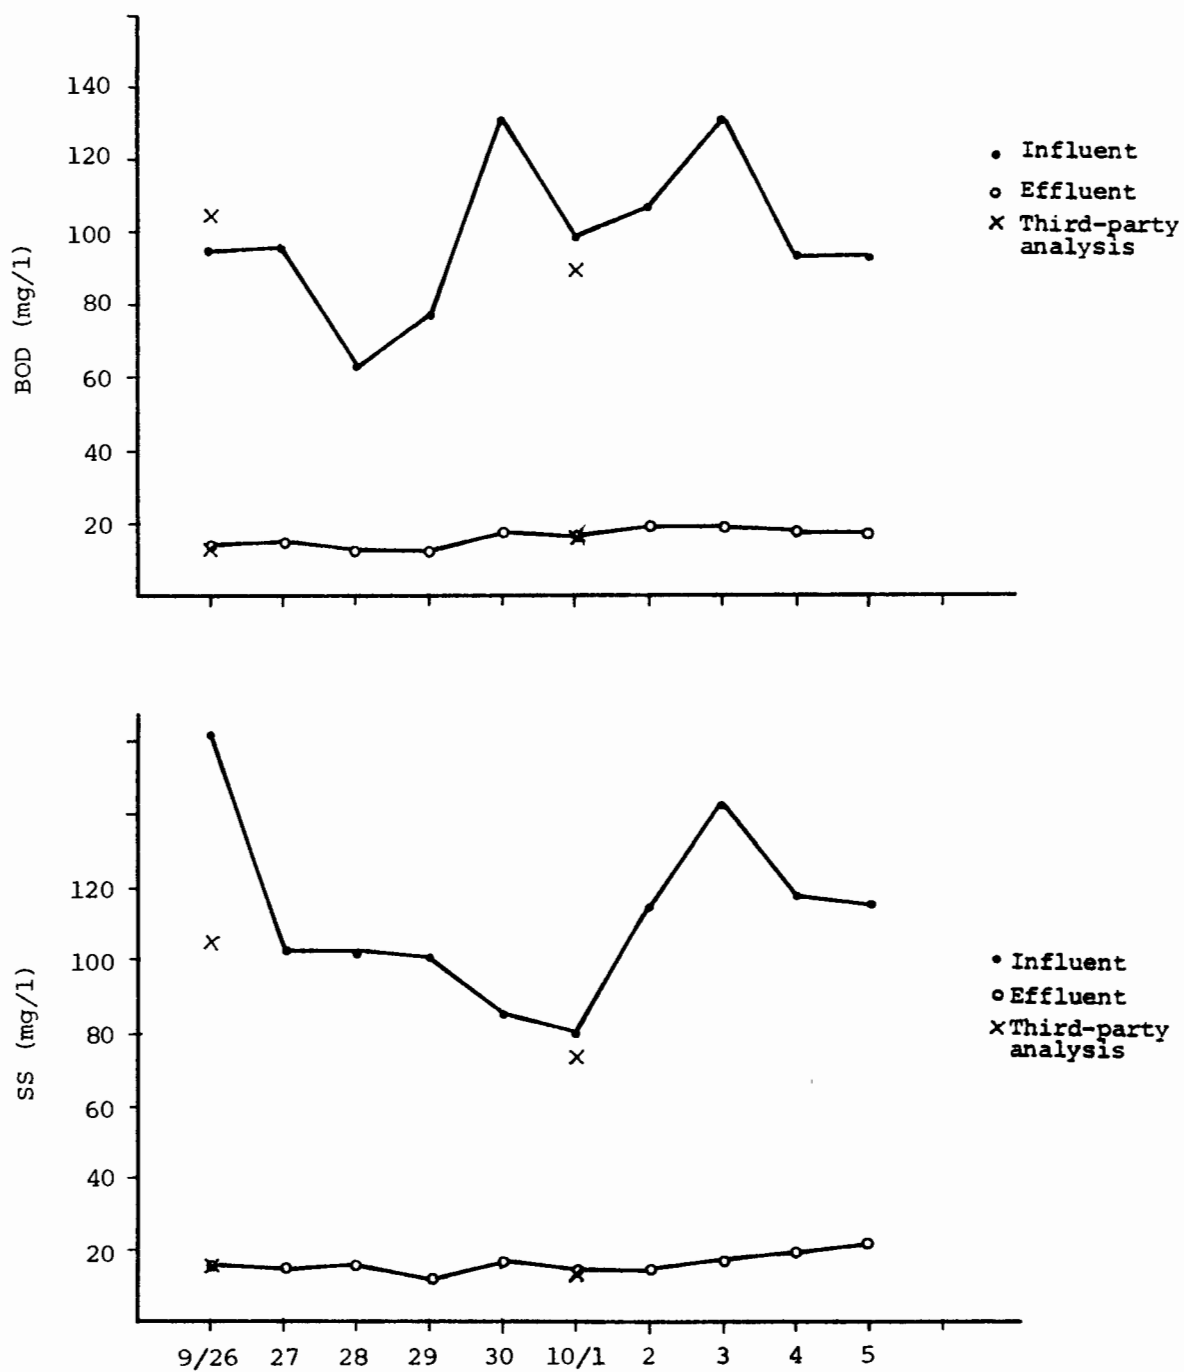 140
120
100
80
60
40
20
BOD (mg/l)
Influent
Effluent
Third-party
analysis
120
100
80
60
40
20
SS (mg/l)
Influent
Effluent
Third-party
analysis
9/26 27 28 29 30 10/1 2 3 4 5